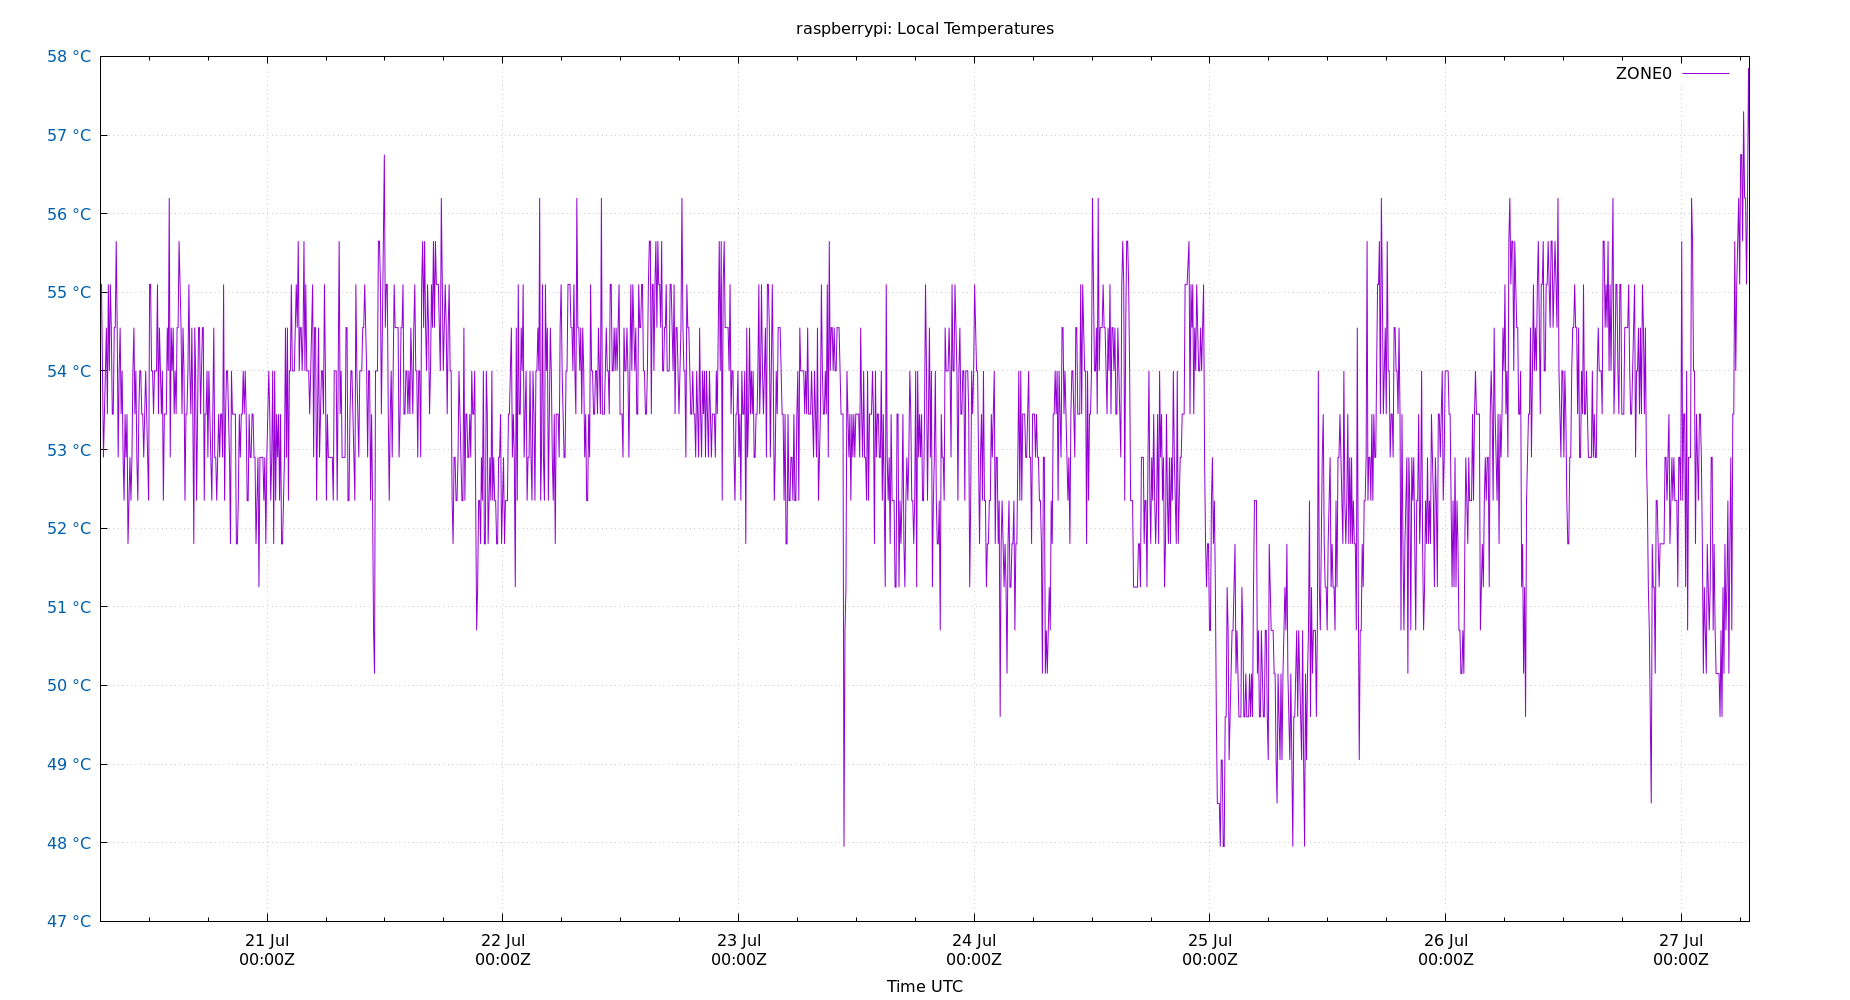 raspberrypi: Local Temperatures
58 °C
ZONE0
57 °C
56 °C
55 °C
54 °C
53 °C
52 °C
51 °C
50 °C
49 °C
48 °C
47 °C
21 Jul 22 Jul 23 Jul 24 Jul 25 Jul 26 Jul 27 Jul
00:00Z 00:00Z 00:00Z 00:00Z 00:00Z 00:00Z 00:00Z
Time UTC